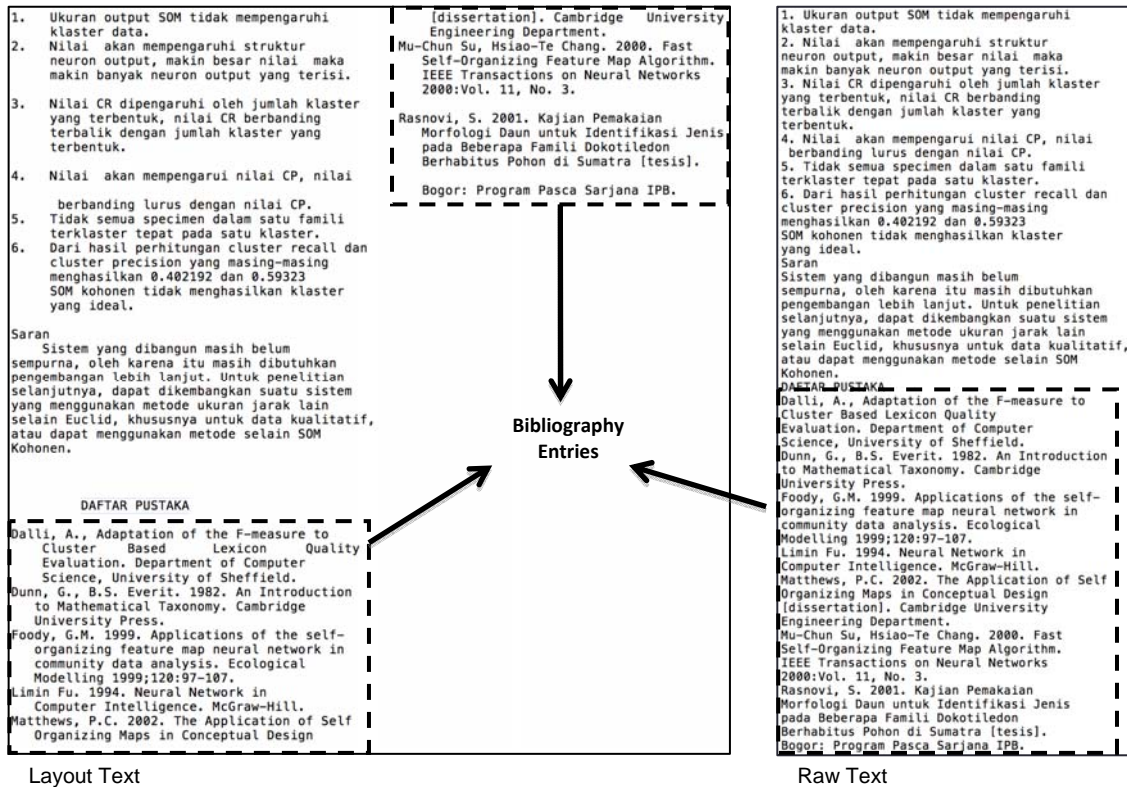 1. Ukuran output SOM tidak mempengaruhi
klaster data.
2. Nilai akan mempengaruhi struktur
neuron output, makin besar nilai maka
makin banyak neuron output yang terisi.
3. Nilai CR dipengaruhi oleh jumlah klaster
yang terbentuk, nilai CR berbanding
terbalik dengan jumlah klaster yang
terbentuk.
4. Nilai akan mempengarui nilai CP, nilai
berbanding lurus dengan nilai CP.
5. Tidak semua specimen dalam satu famili
terklaster tepat pada satu klaster.
6. Dari hasil perhitungan cluster recall dan
cluster precision yang masing-masing
menghasilkan 0.402192 dan 0.59323
SOM kohonen tidak menghasilkan klaster
yang ideal.
Saran
Sistem yang dibangun masih belum
sempurna, oleh karena itu masih dibutuhkan
pengembangan lebih lanjut. Untuk penelitian
selanjutnya, dapat dikembangkan suatu sistem
yang menggunakan metode ukuran jarak lain
selain Euclid, khususnya untuk data kualitatif,
atau dapat menggunakan metode selain SOM
Kohonen.
DAFTAR PUSTAKA
Dalli, A., Adaptation of the F-measure to
Cluster Based Lexicon Quality
Evaluation. Department of Computer
Science, University of Sheffield.
Dunn, G., B.S. Everit. 1982. An Introduction
to Mathematical Taxonomy. Cambridge
University Press.
Foody, G.M. 1999. Applications of the self-
organizing feature map neural network in
community data analysis. Ecological
Modelling 1999;120:97-107.
Limin Fu. 1994. Neural Network in
Computer Intelligence. McGraw-Hill.
Matthews, P.C. 2002. The Application of Self
Organizing Maps in Conceptual Design
[dissertation]. Cambridge University
Engineering Department.
Mu-Chun Su, Hsiao-Te Chang. 2000. Fast
Self-Organizing Feature Map Algorithm.
IEEE Transactions on Neural Networks
2000:Vol. 11, No. 3.
Rasnovi, S. 2001. Kajian Pemakaian
Morfologi Daun untuk Identifikasi Jenis
pada Beberapa Famili Dokotiledon
Berhabitus Pohon di Sumatra [tesis].
Bogor: Program Pasca Sarjana IPB.
Bibliography
Entries
Layout Text
1. Ukuran output SOM tidak mempengaruhi
klaster data.
2. Nilai akan mempengaruhi struktur
neuron output, makin besar nilai maka
makin banyak neuron output yang terisi.
3. Nilai CR dipengaruhi oleh jumlah klaster
yang terbentuk, nilai CR berbanding
terbalik dengan jumlah klaster yang
terbentuk.
4. Nilai akan mempengarui nilai CP, nilai
berbanding lurus dengan nilai CP.
5. Tidak semua specimen dalam satu famili
terklaster tepat pada satu klaster.
6. Dari hasil perhitungan cluster recall dan
cluster precision yang masing-masing
menghasilkan 0.402192 dan 0.59323
SOM kohonen tidak menghasilkan klaster
yang ideal.
Saran
Sistem yang dibangun masih belum
sempurna, oleh karena itu masih dibutuhkan
pengembangan lebih lanjut. Untuk penelitian
selanjutnya, dapat dikembangkan suatu sistem
yang menggunakan metode ukuran jarak lain
selain Euclid, khususnya untuk data kualitatif,
atau dapat menggunakan metode selain SOM
Kohonen.
DAFTAR PUSTAKA
Dalli, A., Adaptation of the F-measure to
Cluster Based Lexicon Quality
Evaluation. Department of Computer
Science, University of Sheffield.
Dunn, G., B.S. Everit. 1982. An Introduction
to Mathematical Taxonomy. Cambridge
University Press.
Foody, G.M. 1999. Applications of the self-
organizing feature map neural network in
community data analysis. Ecological
Modelling 1999;120:97-107.
Limin Fu. 1994. Neural Network in
Computer Intelligence. McGraw-Hill.
Matthews, P.C. 2002. The Application of Self
Organizing Maps in Conceptual Design
[dissertation]. Cambridge University
Engineering Department.
Mu-Chun Su, Hsiao-Te Chang. 2000. Fast
Self-Organizing Feature Map Algorithm.
IEEE Transactions on Neural Networks
2000:Vol. 11, No. 3.
Rasnovi, S. 2001. Kajian Pemakaian
Morfologi Daun untuk Identifikasi Jenis
pada Beberapa Famili Dokotiledon
Berhabitus Pohon di Sumatra [tesis].
Bogor: Program Pasca Sarjana IPB.
Raw Text